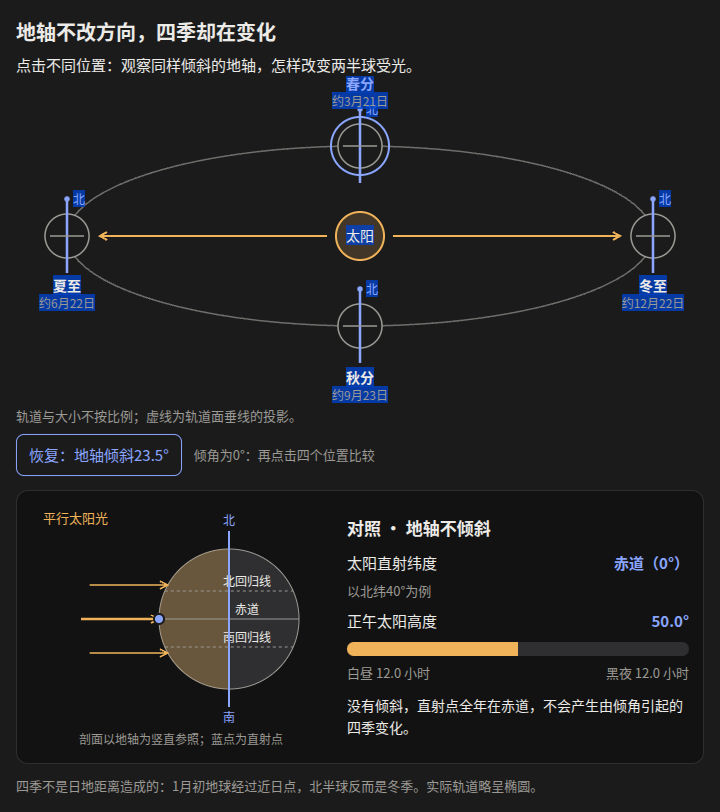 地轴不改方向，四季却在变化
点击不同位置：观察同样倾斜的地轴，怎样改变两半球受光。
春分
约3月21日
北
北
太阳
北
夏至
约6月22日
冬至
约12月22日
北
秋分
约9月23日
轨道与大小不按比例；虚线为轨道面垂线的投影。
恢复：地轴倾斜23.5°
倾角为0°：再点击四个位置比较
平行太阳光
北
北回归线
赤道
南回归线
南
剖面以地轴为竖直参照；蓝点为直射点
对照 · 地轴不倾斜
太阳直射纬度
赤道（0°）
以北纬40°为例
正午太阳高度
50.0°
白昼 12.0 小时
黑夜 12.0 小时
没有倾斜，直射点全年在赤道，不会产生由倾角引起的
四季变化。
四季不是日地距离造成的：1月初地球经过近日点，北半球反而是冬季。实际轨道略呈椭圆。